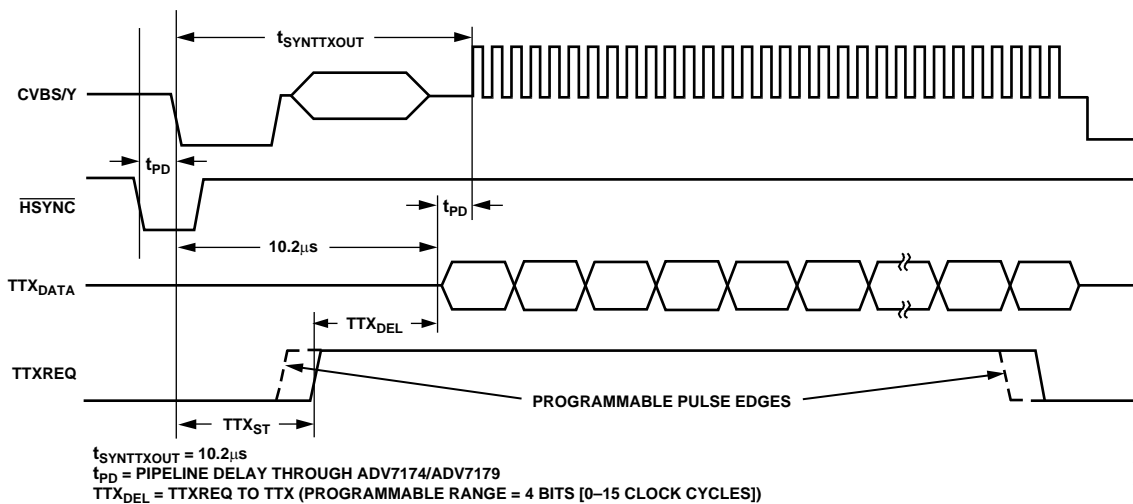 tSYNTTXOUT
CVBS/Y
tPD
HSYNC
tPD
10.2μs
TTXDATA
TTXDEL
TTXREQ
PROGRAMMABLE PULSE EDGES
TTXST
tSYNTTXOUT = 10.2μs
tPD = PIPELINE DELAY THROUGH ADV7174/ADV7179
TTXDEL = TTXREQ TO TTX (PROGRAMMABLE RANGE = 4 BITS [0–15 CLOCK CYCLES])